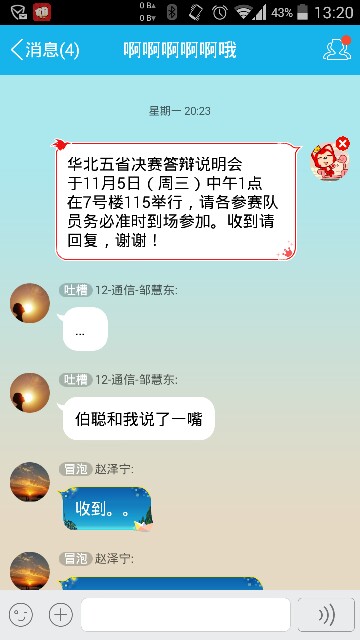 0 B
0 B
43%
13:20
消息(4)
啊啊啊啊啊哦
星期一 20:23
华北五省决赛答辩说明会
于11月5日（周三）中午1点
在7号楼115举行，请各参赛队
员务必准时到场参加。收到请
回复，谢谢！
吐槽 12-通信-邹慧东:
...
吐槽 12-通信-邹慧东:
伯聪和我说了一嘴
冒泡 赵泽宁:
收到。。
冒泡 赵泽宁: